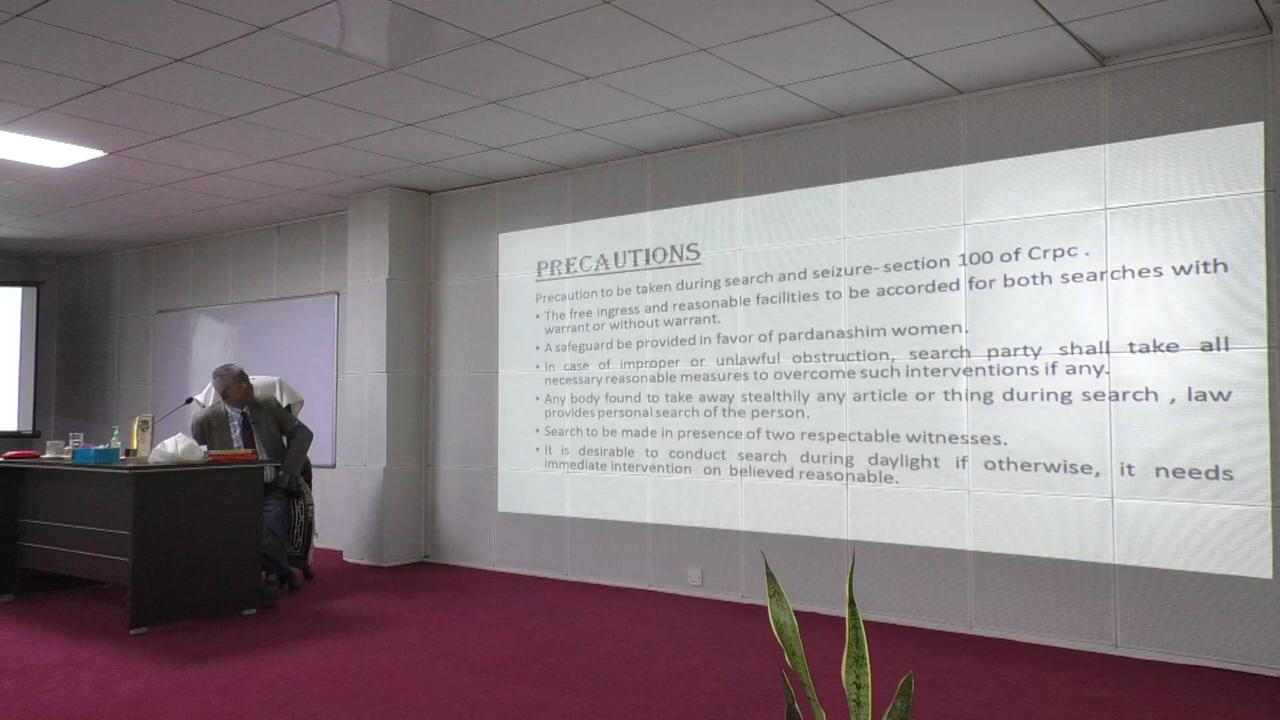 PRECAUTIONS
Precaution to be taken during search and seizure- section 100 of Crpc .
• The free ingress and reasonable facilities to be accorded for both searches with
warrant or without warrant.
• A safeguard be provided in favor of pardanashim women.
• In case of improper or unlawful obstruction, search party shall take all
necessary reasonable measures to overcome such interventions if any.
• Any body found to take away stealthily any article or thing during search , law
provides personal search of the person.
• Search to be made in presence of two respectable witnesses.
• It is desirable to conduct search during daylight if otherwise, it needs
immediate intervention on believed reasonable.